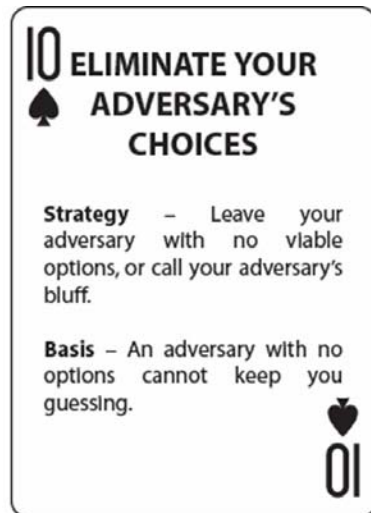 10 ELIMINATE YOUR
ADVERSARY'S
CHOICES
Strategy – Leave your
adversary with no viable
options, or call your adversary's
bluff.
Basis – An adversary with no
options cannot keep you
guessing.
10